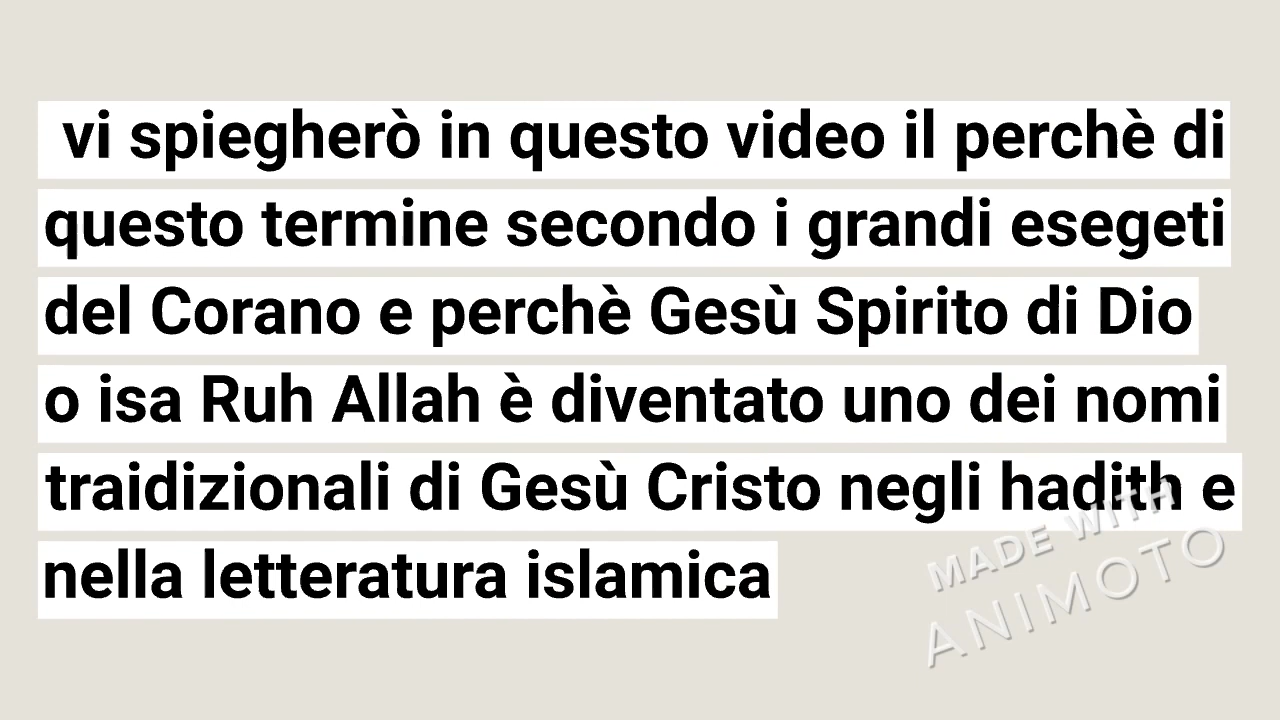 vi spiegherò in questo video il perchè di
questo termine secondo i grandi esegeti
del Corano e perchè Gesù Spirito di Dio
o isa Ruh Allah è diventato uno dei nomi
traidizionali di Gesù Cristo negli hadith e
nella letteratura islamica
MADE WITH
ANIMOTO